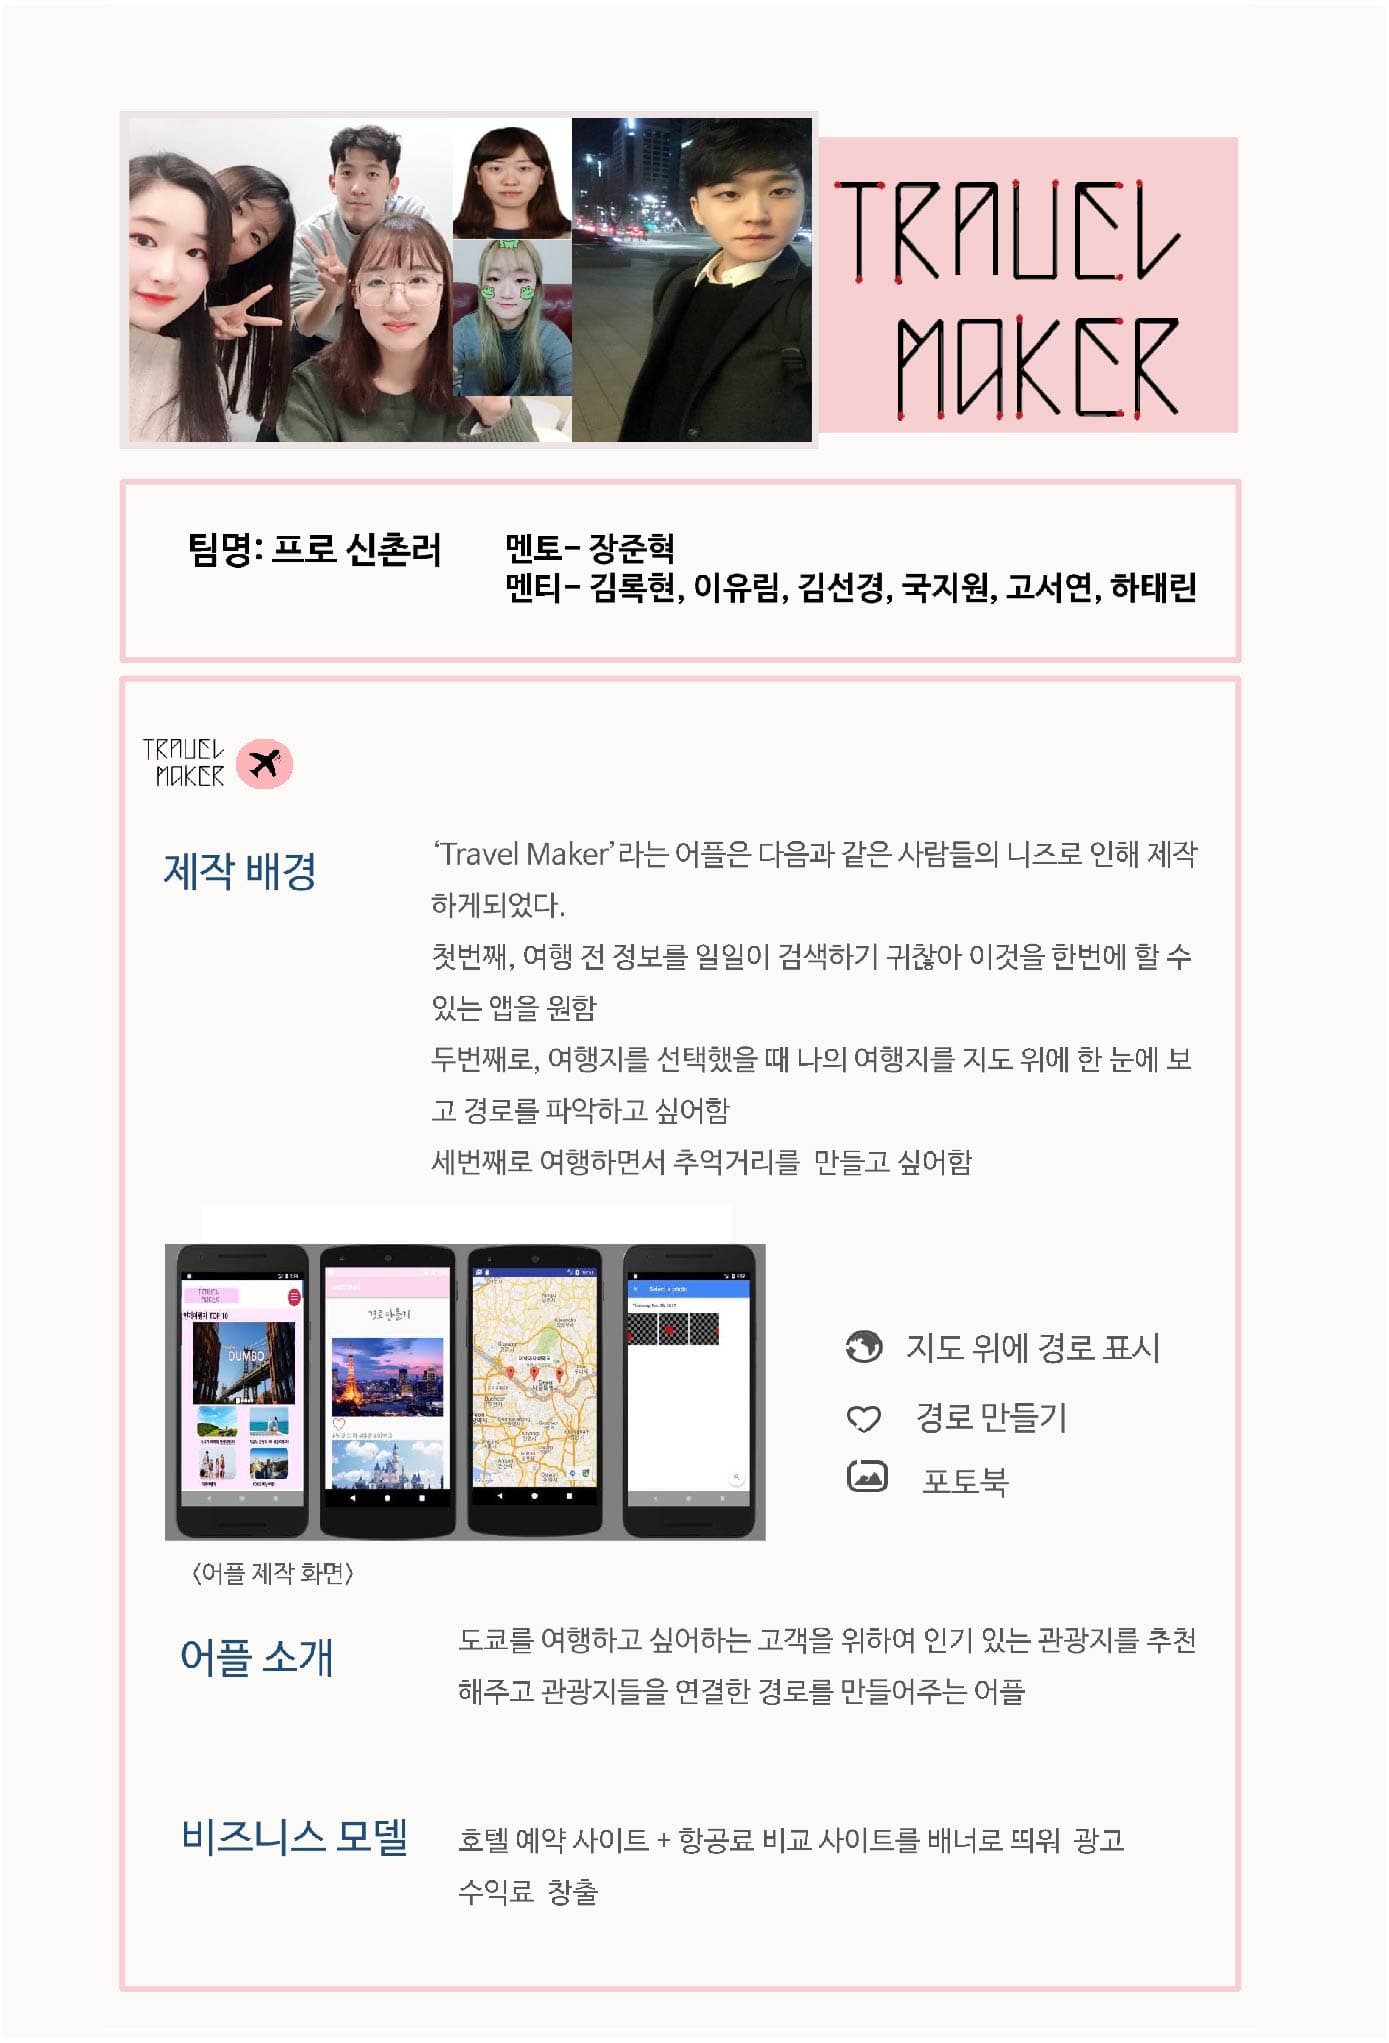 TRAVEL
MAKER
팀명: 프로 신촌러
멘토- 장준혁
멘티- 김록현, 이유림, 김선경, 국지원, 고서연, 하태린
TRAVEL
MAKER
제작 배경
‘Travel Maker’라는 어플은 다음과 같은 사람들의 니즈로 인해 제작
하게되었다.
첫번째, 여행 전 정보를 일일이 검색하기 귀찮아 이것을 한번에 할 수
있는 앱을 원함
두번째로, 여행지를 선택했을 때 나의 여행지를 지도 위에 한 눈에 보
고 경로를 파악하고 싶어함
세번째로 여행하면서 추억거리를 만들고 싶어함
TRAVEL
MAKER
TOP 10
DUMBO
경로만들기
Select a photo
지도 위에 경로 표시
경로 만들기
포토북
〈어플 제작 화면〉
어플 소개
도쿄를 여행하고 싶어하는 고객을 위하여 인기 있는 관광지를 추천
해주고 관광지들을 연결한 경로를 만들어주는 어플
비즈니스 모델
호텔 예약 사이트 + 항공료 비교 사이트를 배너로 띄워 광고
수익료 창출